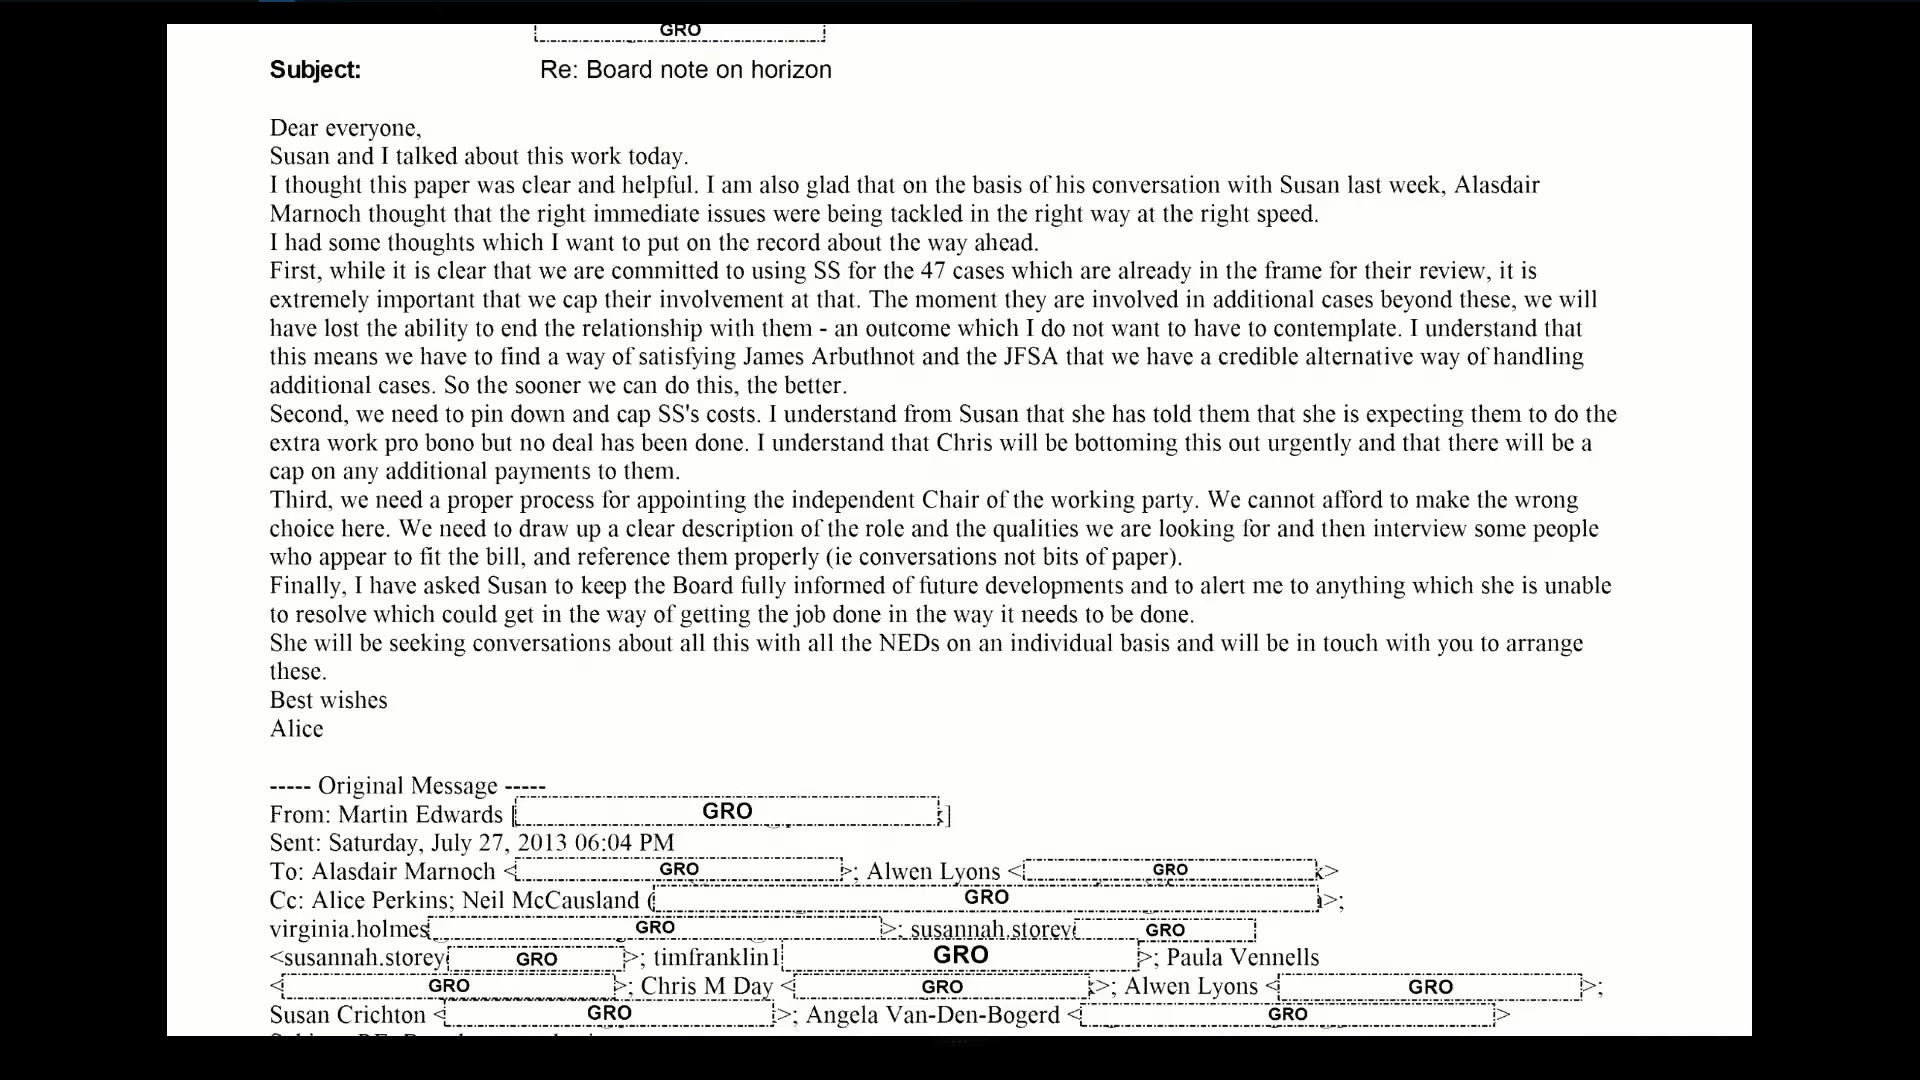 GRO
Subject: Re: Board note on horizon
Dear everyone,
Susan and I talked about this work today.
I thought this paper was clear and helpful. I am also glad that on the basis of his conversation with Susan last week, Alasdair
Marnoch thought that the right immediate issues were being tackled in the right way at the right speed.
I had some thoughts which I want to put on the record about the way ahead.
First, while it is clear that we are committed to using SS for the 47 cases which are already in the frame for their review, it is
extremely important that we cap their involvement at that. The moment they are involved in additional cases beyond these, we will
have lost the ability to end the relationship with them - an outcome which I do not want to have to contemplate. I understand that
this means we have to find a way of satisfying James Arbuthnot and the JFSA that we have a credible alternative way of handling
additional cases. So the sooner we can do this, the better.
Second, we need to pin down and cap SS's costs. I understand from Susan that she has told them that she is expecting them to do the
extra work pro bono but no deal has been done. I understand that Chris will be bottoming this out urgently and that there will be a
cap on any additional payments to them.
Third, we need a proper process for appointing the independent Chair of the working party. We cannot afford to make the wrong
choice here. We need to draw up a clear description of the role and the qualities we are looking for and then interview some people
who appear to fit the bill, and reference them properly (ie conversations not bits of paper).
Finally, I have asked Susan to keep the Board fully informed of future developments and to alert me to anything which she is unable
to resolve which could get in the way of getting the job done in the way it needs to be done.
She will be seeking conversations about all this with all the NEDs on an individual basis and will be in touch with you to arrange
these.
Best wishes
Alice
----- Original Message -----
From: Martin Edwards [GRO]
Sent: Saturday, July 27, 2013 06:04 PM
To: Alasdair Marnoch <GRO>; Alwen Lyons <GRO>
Cc: Alice Perkins; Neil McCausland (GRO>;
virginia.holmes GRO>; susannah.storey GRO
<susannah.storey GRO>; timfranklin1 GRO>; Paula Vennells
<GRO>; Chris M Day <GRO>; Alwen Lyons <GRO>;
Susan Crichton <GRO>; Angela Van-Den-Bogerd <GRO>